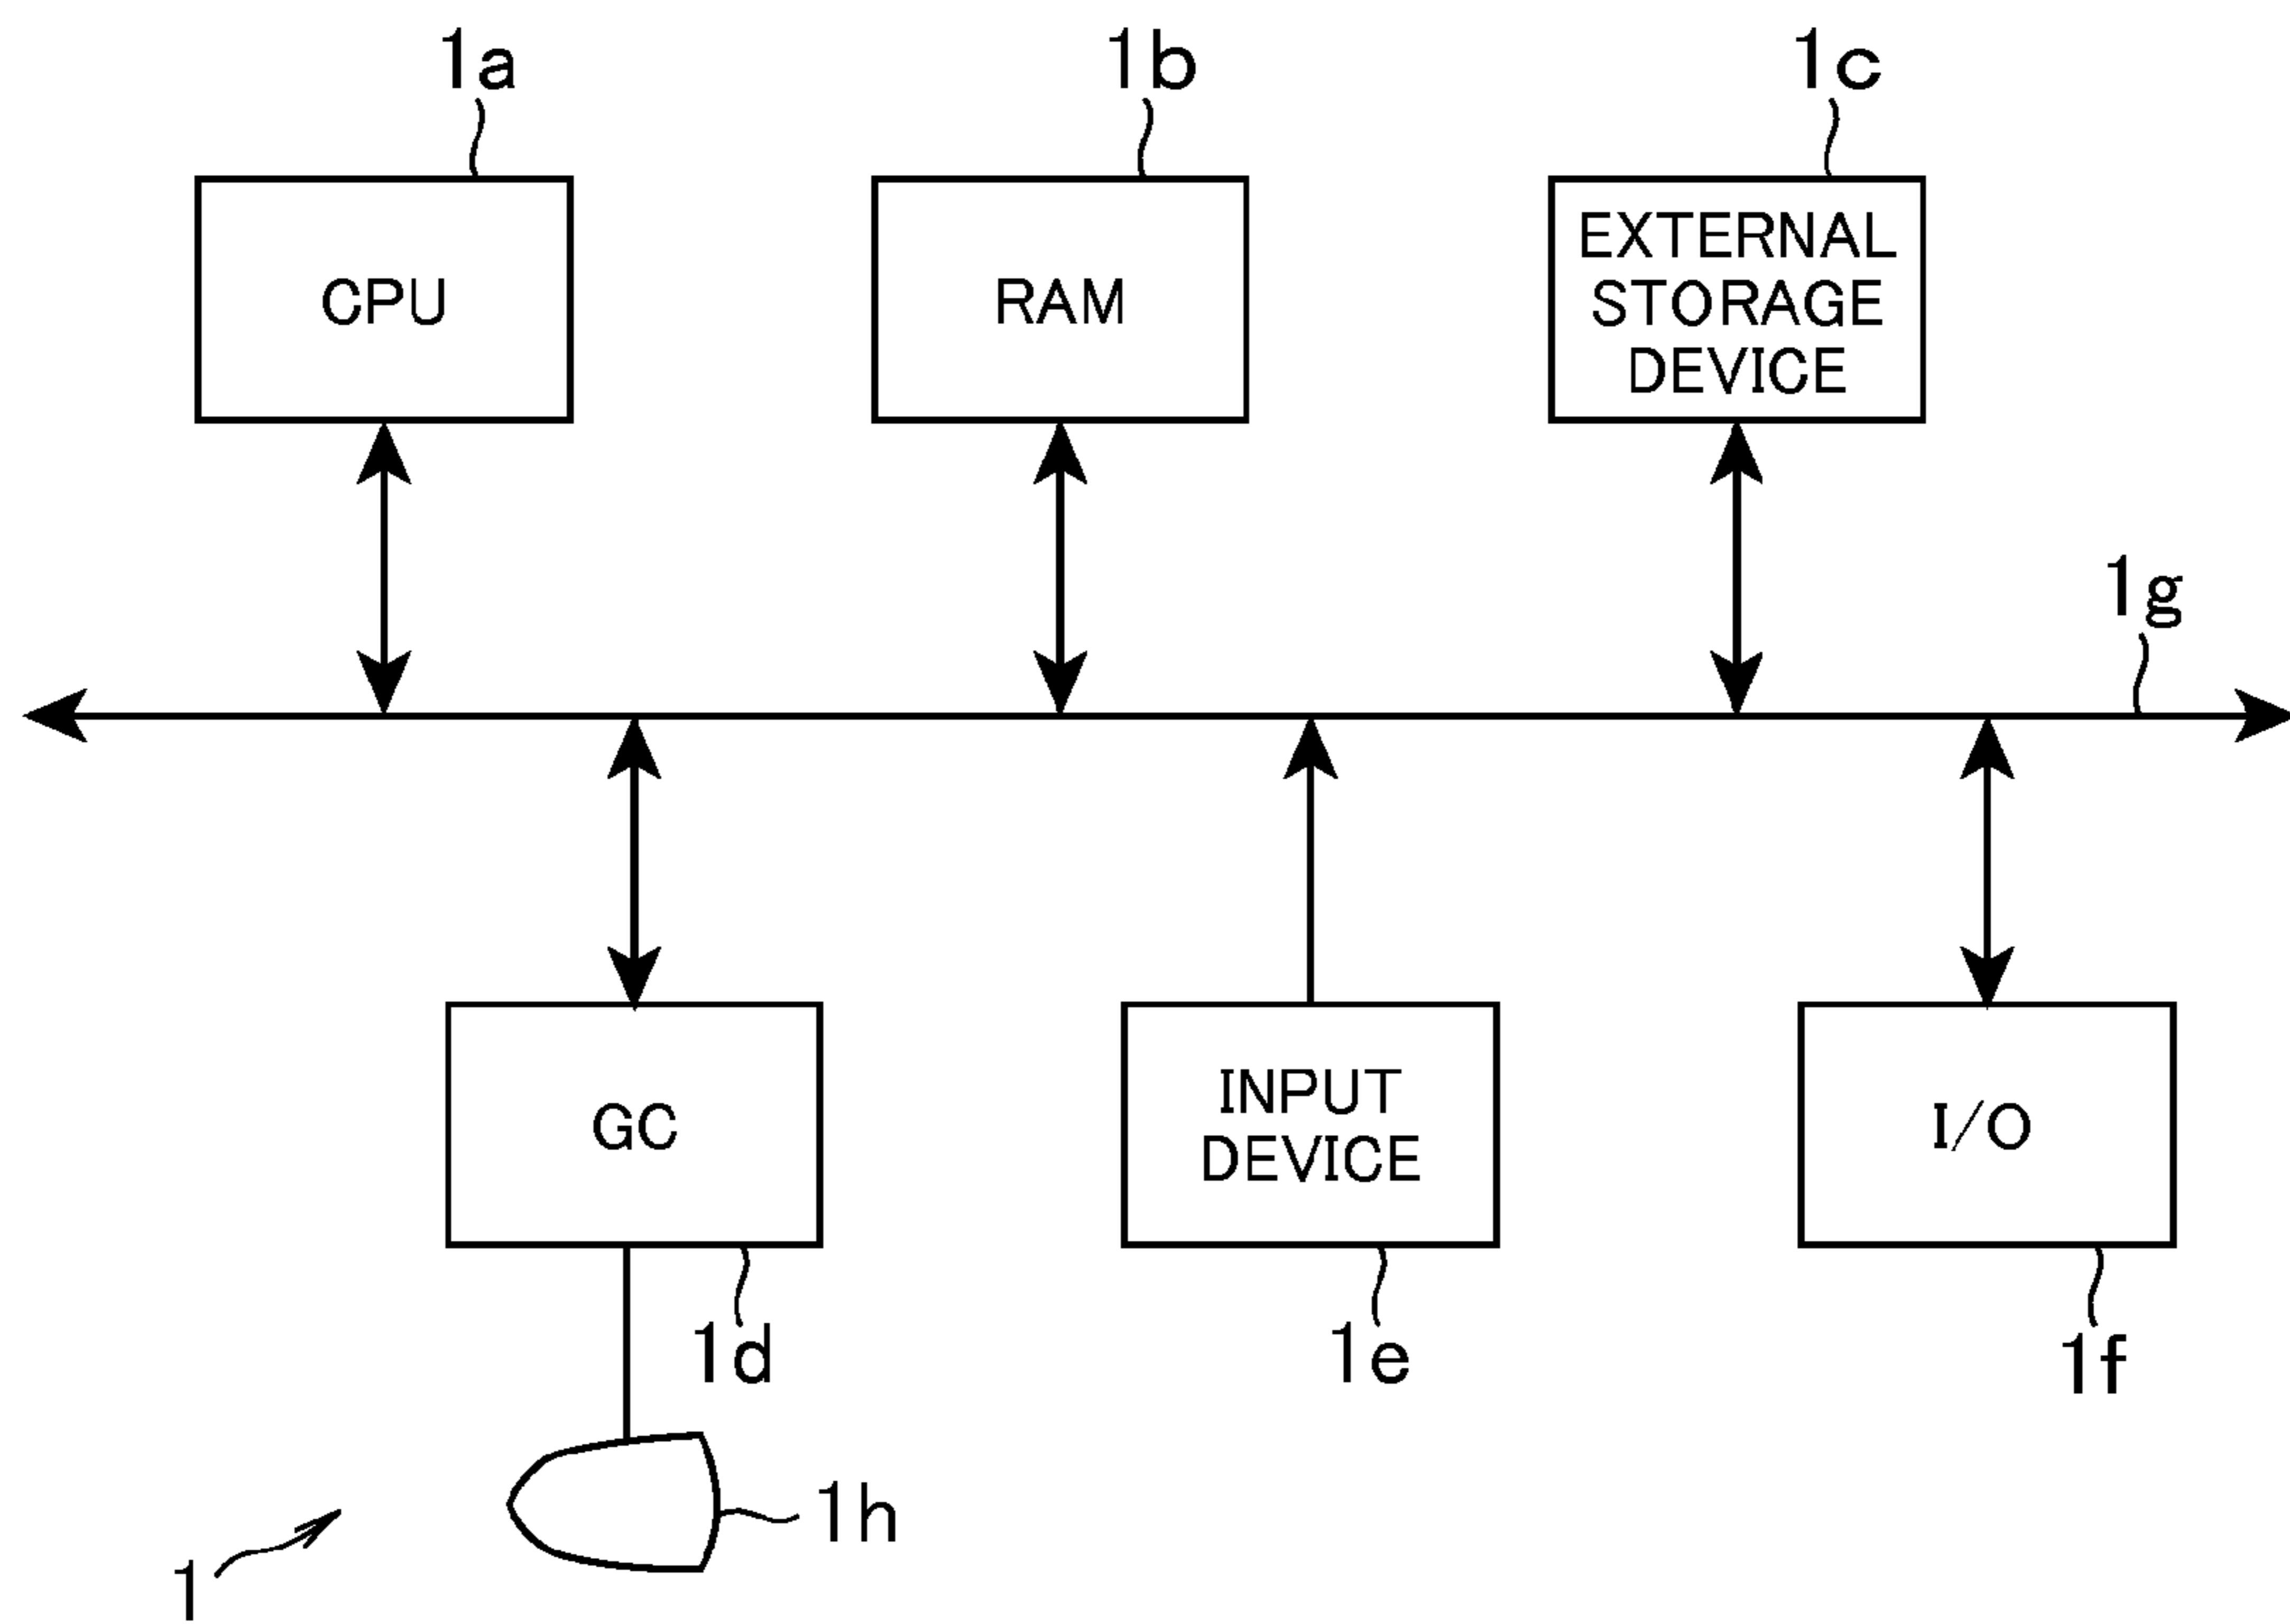 1a
1b
1c
CPU
RAM
EXTERNAL
STORAGE
DEVICE
1g
GC
INPUT
DEVICE
I/O
1d
1e
1f
1h
1